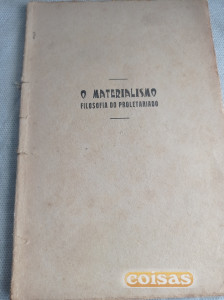 O MATERIALISMO
FILOSOFIA DO PROLETARIADO
coisas